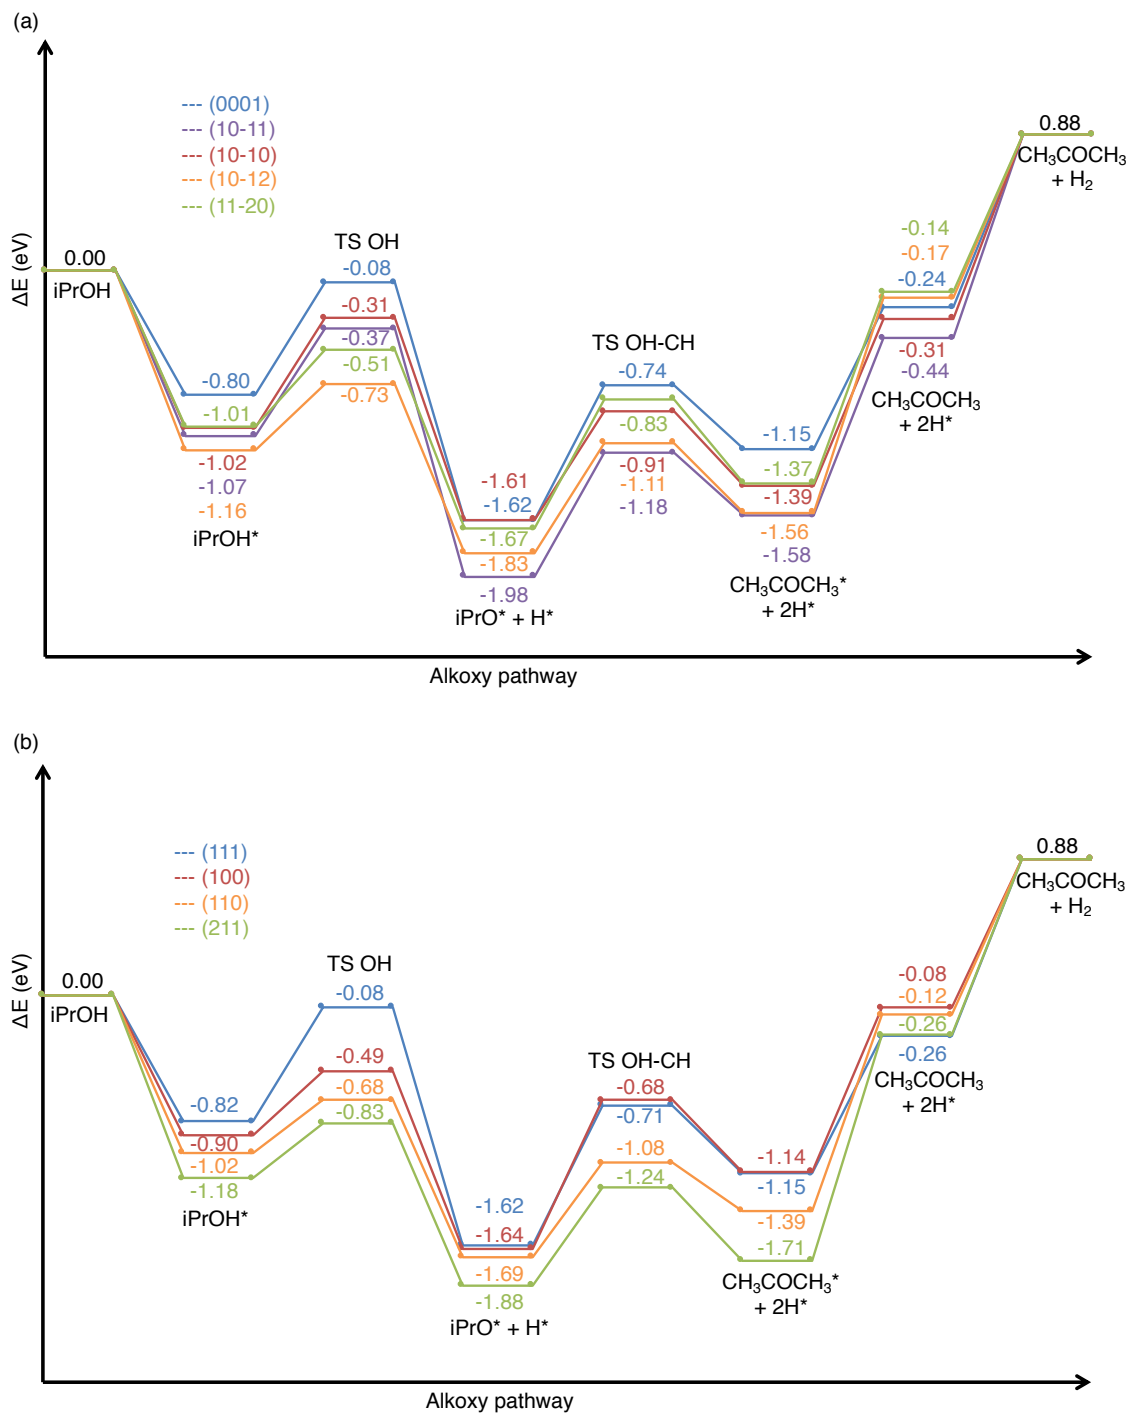 (a)
ΔE (eV)
--- (0001)
--- (10-11)
--- (10-10)
--- (10-12)
--- (11-20)
0.00
iPrOH
-0.80
-1.01
-1.02
-1.07
-1.16
iPrOH*
TS OH
-0.08
-0.31
-0.37
-0.51
-0.73
-1.61
-1.62
-1.67
-1.83
-1.98
iPrO* + H*
TS OH-CH
-0.74
-0.83
-0.91
-1.11
-1.18
-1.15
-1.37
-1.39
-1.56
-1.58
CH₃COCH₃*
+ 2H*
-0.14
-0.17
-0.24
-0.31
-0.44
CH₃COCH₃
+ 2H*
0.88
CH₃COCH₃
+ H₂
Alkoxy pathway
(b)
ΔE (eV)
--- (111)
--- (100)
--- (110)
--- (211)
0.00
iPrOH
-0.82
-0.90
-1.02
-1.18
iPrOH*
TS OH
-0.08
-0.49
-0.68
-0.83
-1.62
-1.64
-1.69
-1.88
iPrO* + H*
TS OH-CH
-0.68
-0.71
-1.08
-1.24
-1.14
-1.15
-1.39
-1.71
CH₃COCH₃*
+ 2H*
-0.08
-0.12
-0.26
-0.26
CH₃COCH₃
+ 2H*
0.88
CH₃COCH₃
+ H₂
Alkoxy pathway